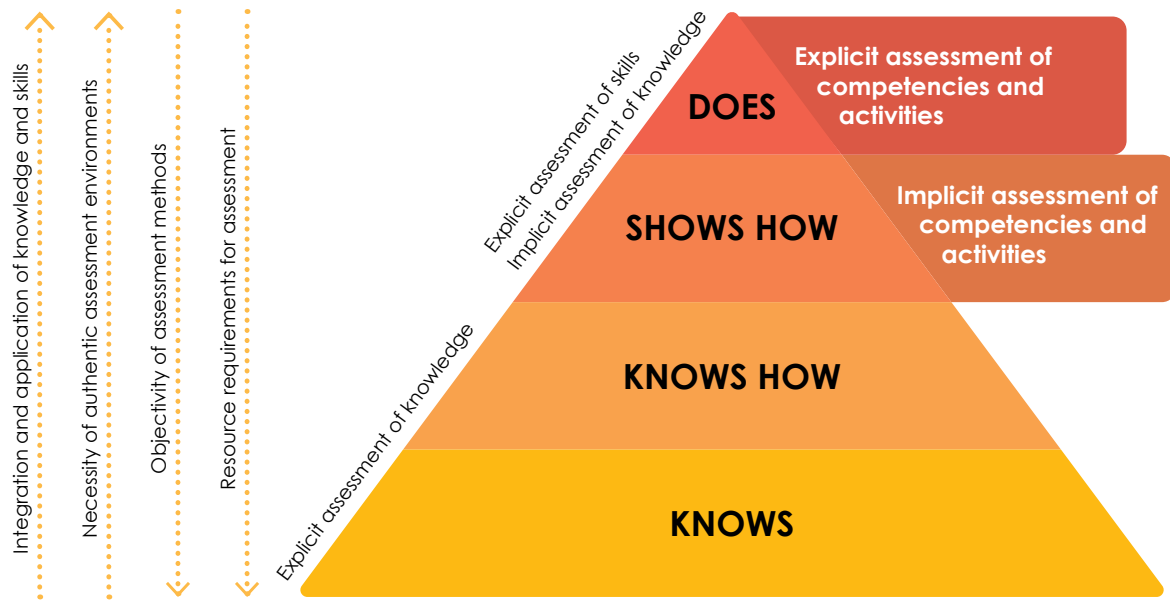 Integration and application of knowledge and skills
Necessity of authentic assessment environments
Objectivity of assessment methods
Resource requirements for assessment
Explicit assessment of knowledge
Explicit assessment of skills
Implicit assessment of knowledge
DOES
SHOWS HOW
KNOWS HOW
KNOWS
Explicit assessment of
competencies and
activities
Implicit assessment of
competencies and
activities